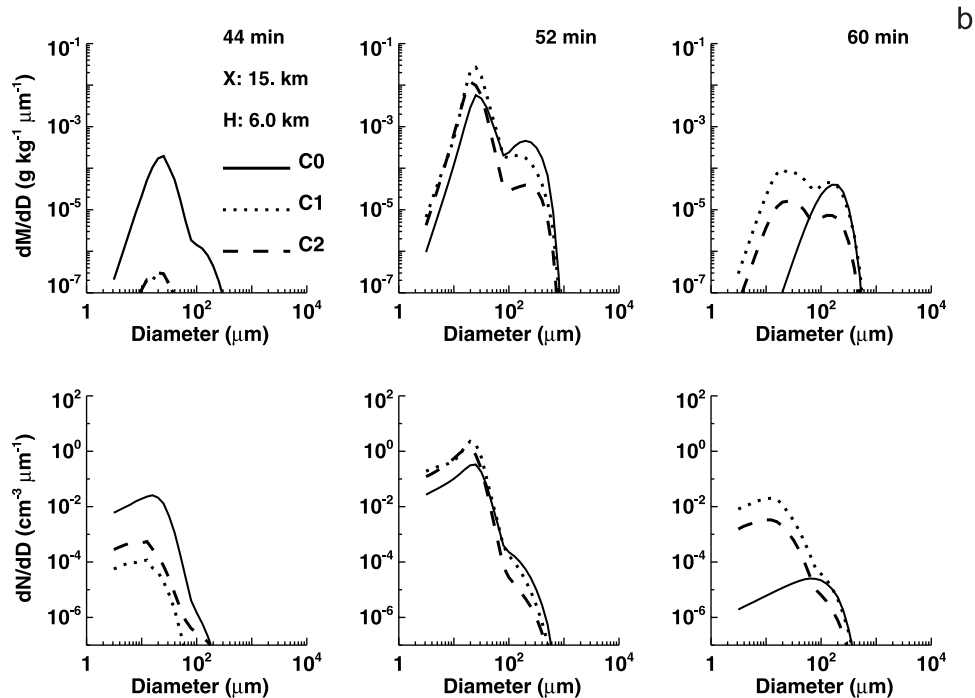 b
44 min
52 min
60 min
X: 15. km
H: 6.0 km
C0
C1
C2
dM/dD (g kg⁻¹ μm⁻¹)
10⁻¹
10⁻³
10⁻⁵
10⁻⁷
1 10² 10⁴
Diameter (μm)
10⁻¹
10⁻³
10⁻⁵
10⁻⁷
1 10² 10⁴
Diameter (μm)
10⁻¹
10⁻³
10⁻⁵
10⁻⁷
1 10² 10⁴
Diameter (μm)
dN/dD (cm⁻³ μm⁻¹)
10²
10⁰
10⁻²
10⁻⁴
10⁻⁶
1 10² 10⁴
Diameter (μm)
10²
10⁰
10⁻²
10⁻⁴
10⁻⁶
1 10² 10⁴
Diameter (μm)
10²
10⁰
10⁻²
10⁻⁴
10⁻⁶
1 10² 10⁴
Diameter (μm)